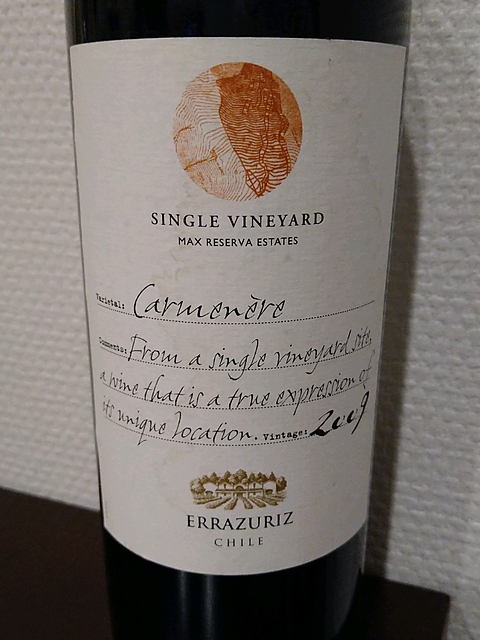 SINGLE VINEYARD
MAX RESERVA ESTATES
Varietal: Carmenère
Comments: From a single vineyard site,
a wine that is a true expression of
its unique location. Vintage: 2009
ERRAZURIZ
CHILE